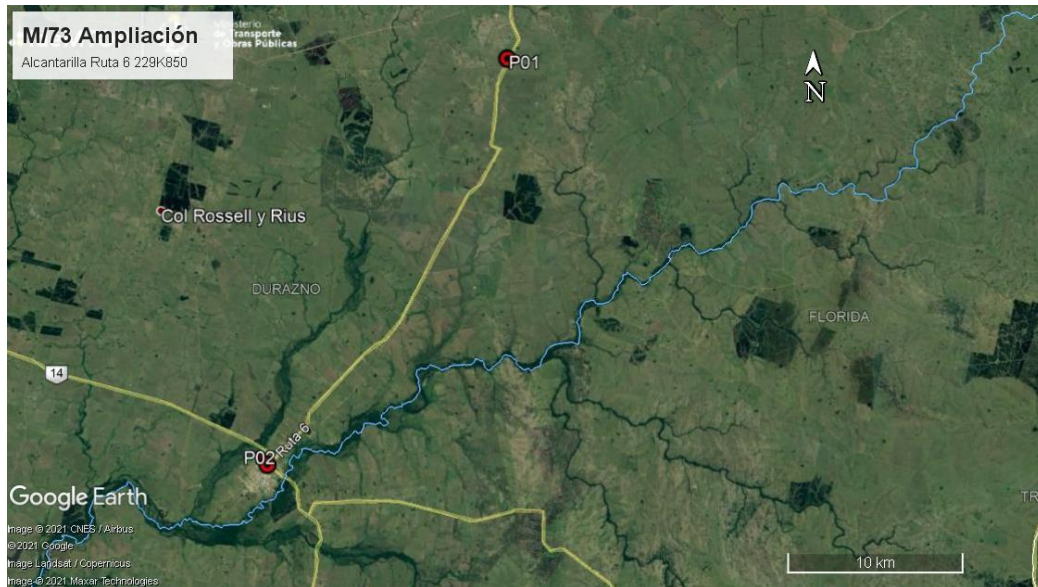 M/73 Ampliación
Alcantarilla Ruta 6 229K850
Ministerio
de Transporte
y Obras Públicas
P01
N
Col Rossell y Rius
DURAZNO
FLORIDA
14
Ruta 6
P02
Google Earth
TR
Image © 2021 CNES / Airbus
© 2021 Google
Image Landsat / Copernicus
Image © 2021 Maxar Technologies
10 km